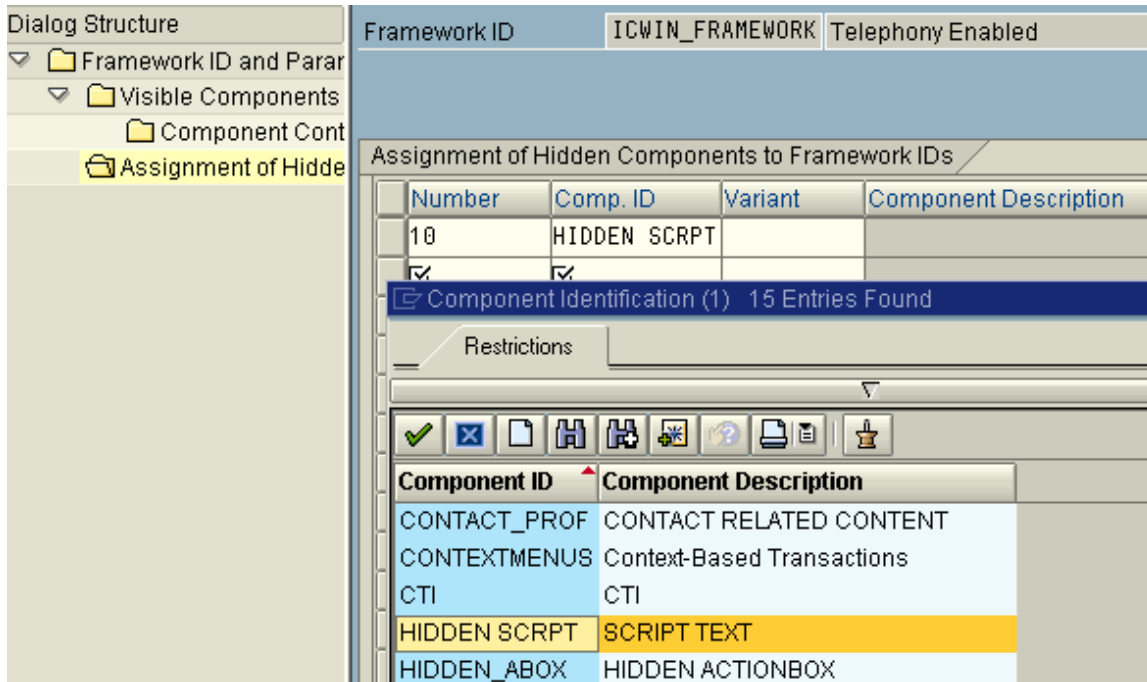 Dialog Structure
Framework ID and Parar
Visible Components
Component Cont
Assignment of Hidde
Framework ID ICWIN_FRAMEWORK Telephony Enabled
Assignment of Hidden Components to Framework IDs
Number Comp. ID Variant Component Description
10 HIDDEN SCRPT
Component Identification (1) 15 Entries Found
Restrictions
Component ID Component Description
CONTACT_PROF CONTACT RELATED CONTENT
CONTEXTMENUS Context-Based Transactions
CTI CTI
HIDDEN SCRPT SCRIPT TEXT
HIDDEN_ABOX HIDDEN ACTIONBOX